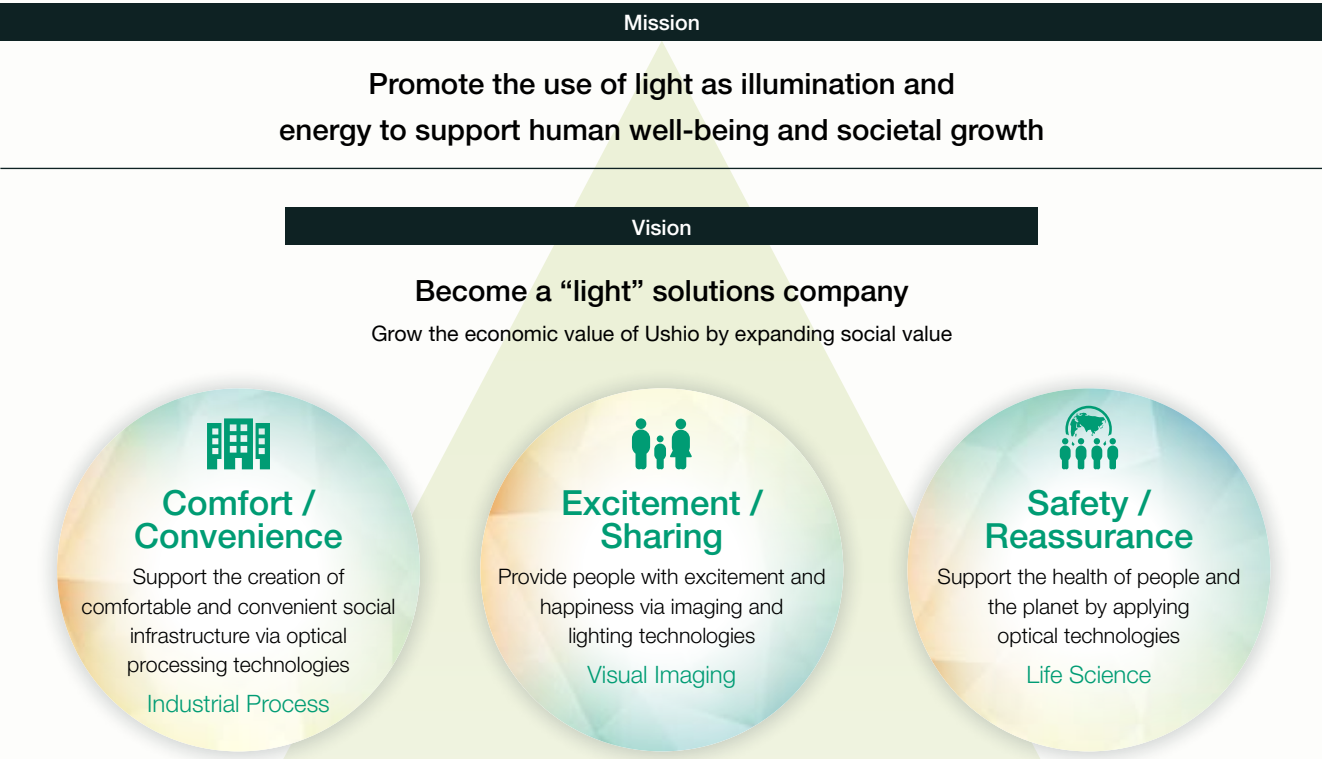 Mission
Promote the use of light as illumination and
energy to support human well-being and societal growth
Vision
Become a “light” solutions company
Grow the economic value of Ushio by expanding social value
Comfort /
Convenience
Support the creation of
comfortable and convenient social
infrastructure via optical
processing technologies
Industrial Process
Excitement /
Sharing
Provide people with excitement and
happiness via imaging and
lighting technologies
Visual Imaging
Safety /
Reassurance
Support the health of people and
the planet by applying
optical technologies
Life Science